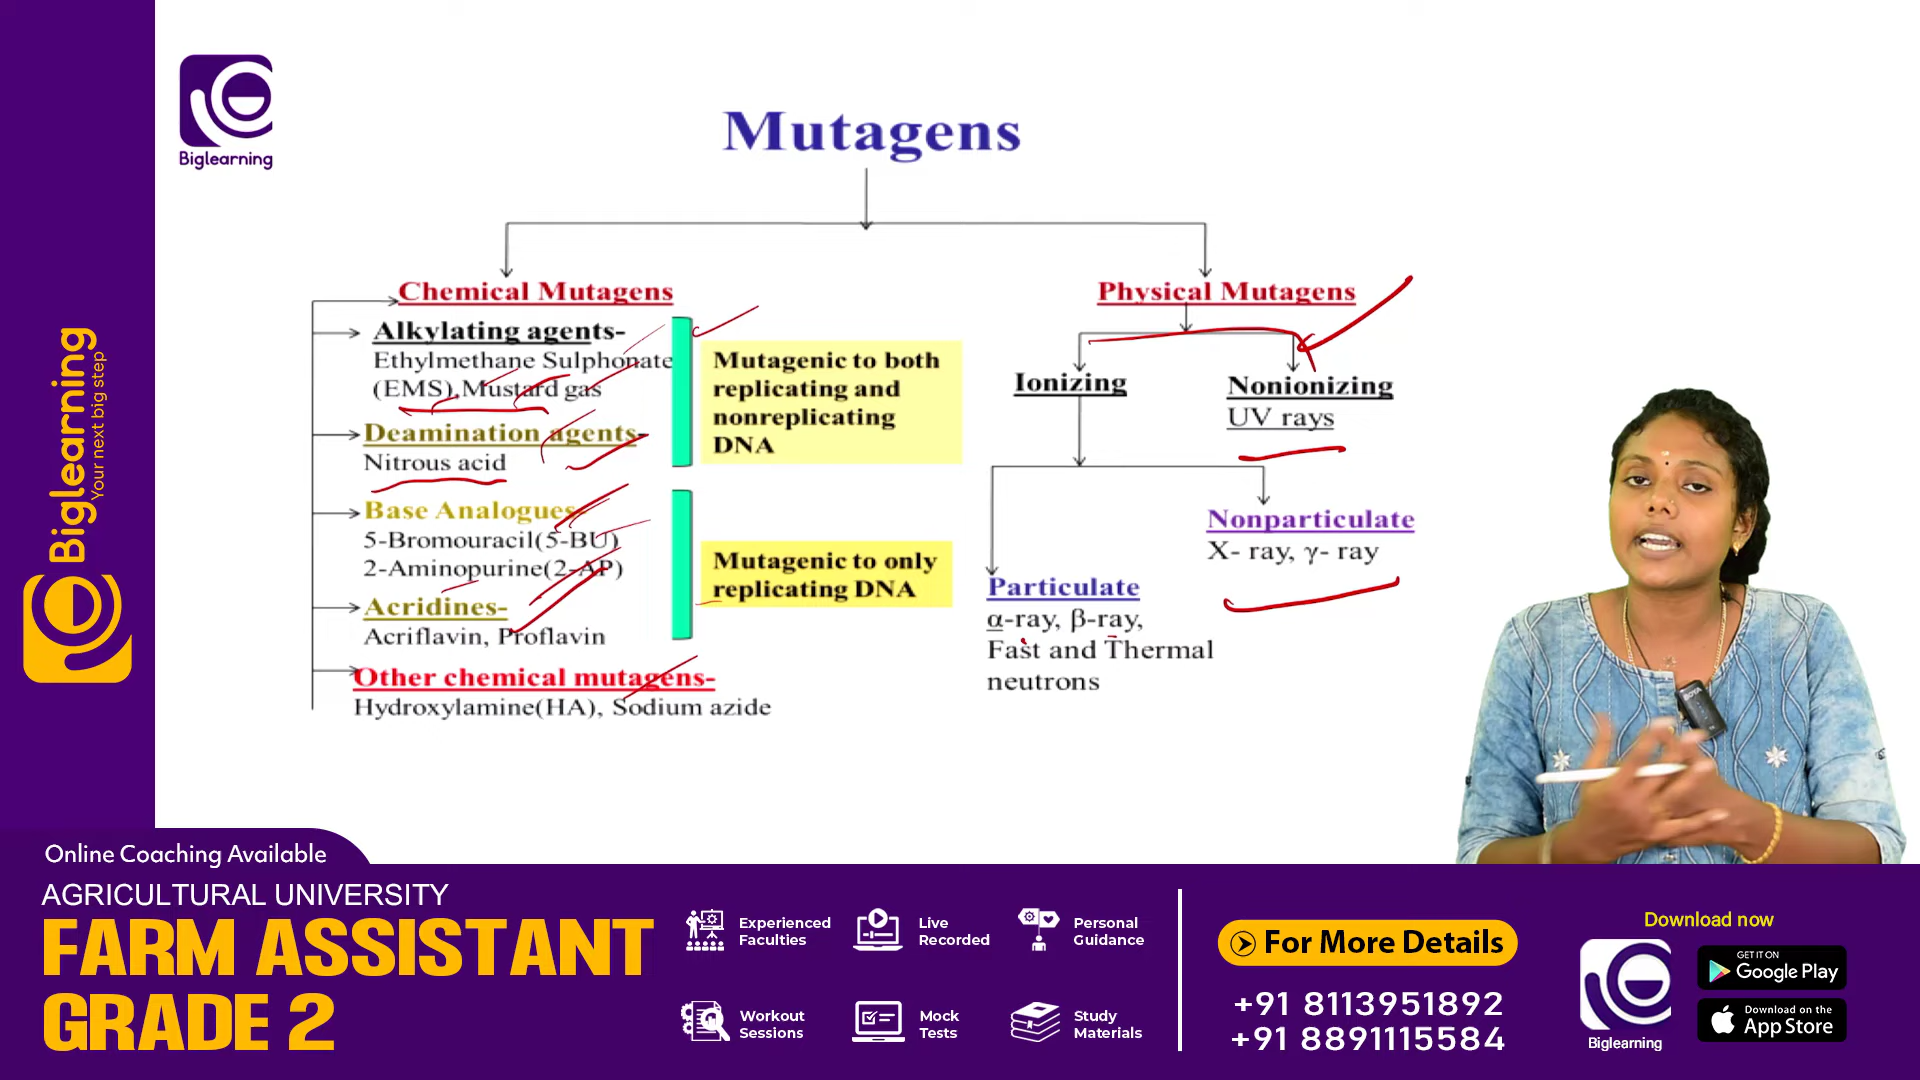 Biglearning
Mutagens
Chemical Mutagens
Alkylating agents-
Ethylmethane Sulphonate
(EMS),Mustard gas
Deamination agents-
Nitrous acid
Base Analogues-
5-Bromouracil(5-BU)
2-Aminopurine(2-AP)
Acridines-
Acriflavin, Proflavin
Other chemical mutagens-
Hydroxylamine(HA), Sodium azide
Mutagenic to both
replicating and
nonreplicating
DNA
Mutagenic to only
replicating DNA
Physical Mutagens
Ionizing
Nonionizing
UV rays
Nonparticulate
X- ray, γ- ray
Particulate
α-ray, β-ray,
Fast and Thermal
neutrons
Biglearning
Your next big step
Online Coaching Available
AGRICULTURAL UNIVERSITY
FARM ASSISTANT
GRADE 2
Experienced
Faculties
Live
Recorded
Personal
Guidance
Workout
Sessions
Mock
Tests
Study
Materials
For More Details
+91 8113951892
+91 8891115584
Download now
Biglearning
GET IT ON
Google Play
Download on the
App Store